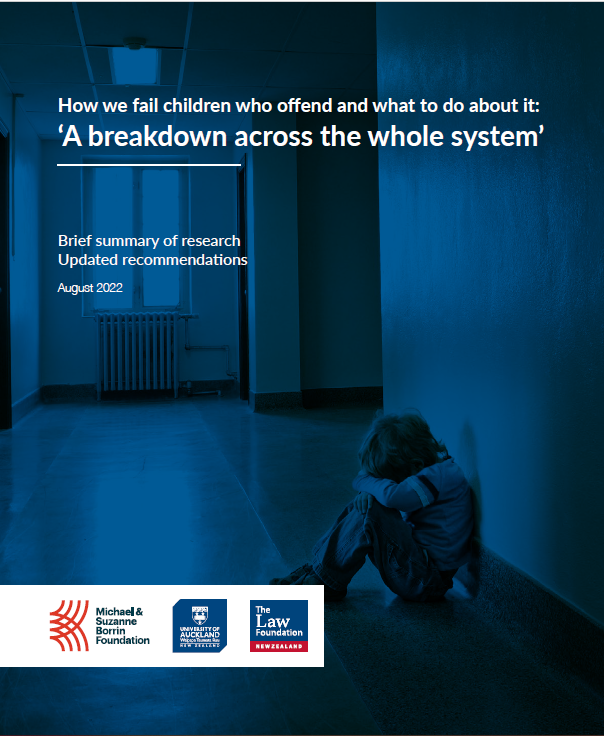 How we fail children who offend and what to do about it:
‘A breakdown across the whole system’
Brief summary of research
Updated recommendations
August 2022
Michael &
Suzanne
Borrin
Foundation
UNIVERSITY OF
AUCKLAND
Waipapa Taumata Rau
NEW ZEALAND
The
Law
Foundation
NEW ZEALAND